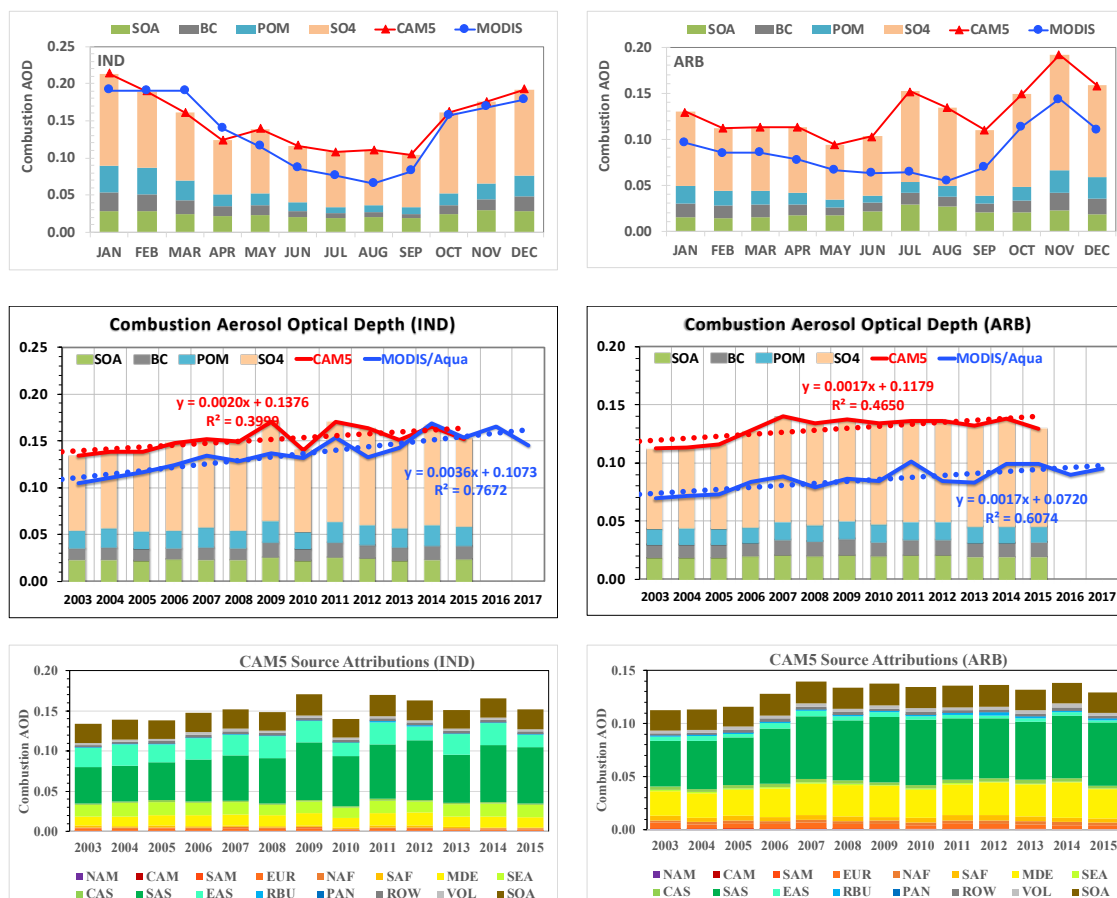 SOA BC POM SO4 CAM5 MODIS
IND
Combustion AOD
0.25
0.20
0.15
0.10
0.05
0.00
JAN FEB MAR APR MAY JUN JUL AUG SEP OCT NOV DEC
SOA BC POM SO4 CAM5 MODIS
ARB
Combustion AOD
0.20
0.15
0.10
0.05
0.00
JAN FEB MAR APR MAY JUN JUL AUG SEP OCT NOV DEC
Combustion Aerosol Optical Depth (IND)
SOA BC POM SO4 CAM5 MODIS/Aqua
0.25
0.20
0.15
0.10
0.05
0.00
y = 0.0020x + 0.1376
R² = 0.3999
y = 0.0036x + 0.1073
R² = 0.7672
2003 2004 2005 2006 2007 2008 2009 2010 2011 2012 2013 2014 2015 2016 2017
Combustion Aerosol Optical Depth (ARB)
SOA BC POM SO4 CAM5 MODIS/Aqua
0.20
0.15
0.10
0.05
0.00
y = 0.0017x + 0.1179
R² = 0.4650
y = 0.0017x + 0.0720
R² = 0.6074
2003 2004 2005 2006 2007 2008 2009 2010 2011 2012 2013 2014 2015 2016 2017
CAM5 Source Attributions (IND)
Combustion AOD
0.20
0.15
0.10
0.05
0.00
2003 2004 2005 2006 2007 2008 2009 2010 2011 2012 2013 2014 2015
NAM CAM SAM EUR NAF SAF MDE SEA
CAS SAS EAS RBU PAN ROW VOL SOA
CAM5 Source Attributions (ARB)
Combustion AOD
0.15
0.10
0.05
0.00
2003 2004 2005 2006 2007 2008 2009 2010 2011 2012 2013 2014 2015
NAM CAM SAM EUR NAF SAF MDE SEA
CAS SAS EAS RBU PAN ROW VOL SOA